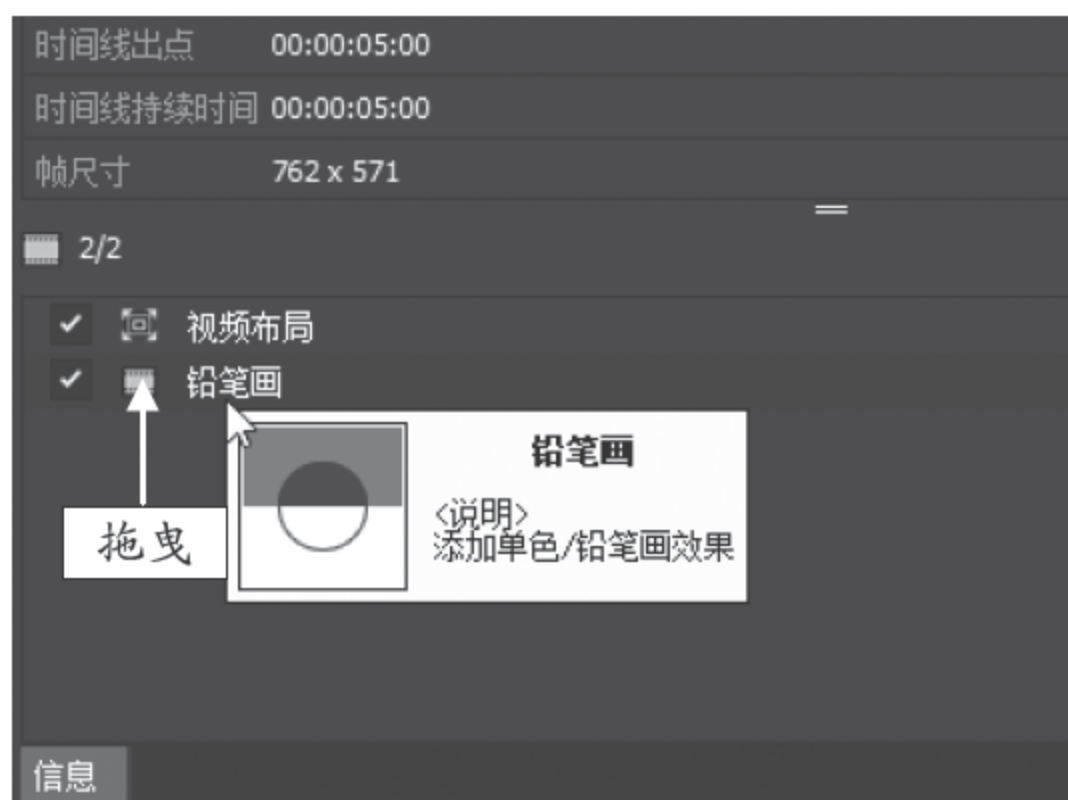 时间线出点 00:00:05:00
时间线持续时间 00:00:05:00
帧尺寸 762 x 571
2/2
视频布局
铅笔画
铅笔画
<说明>
添加单色/铅笔画效果
拖曳
信息